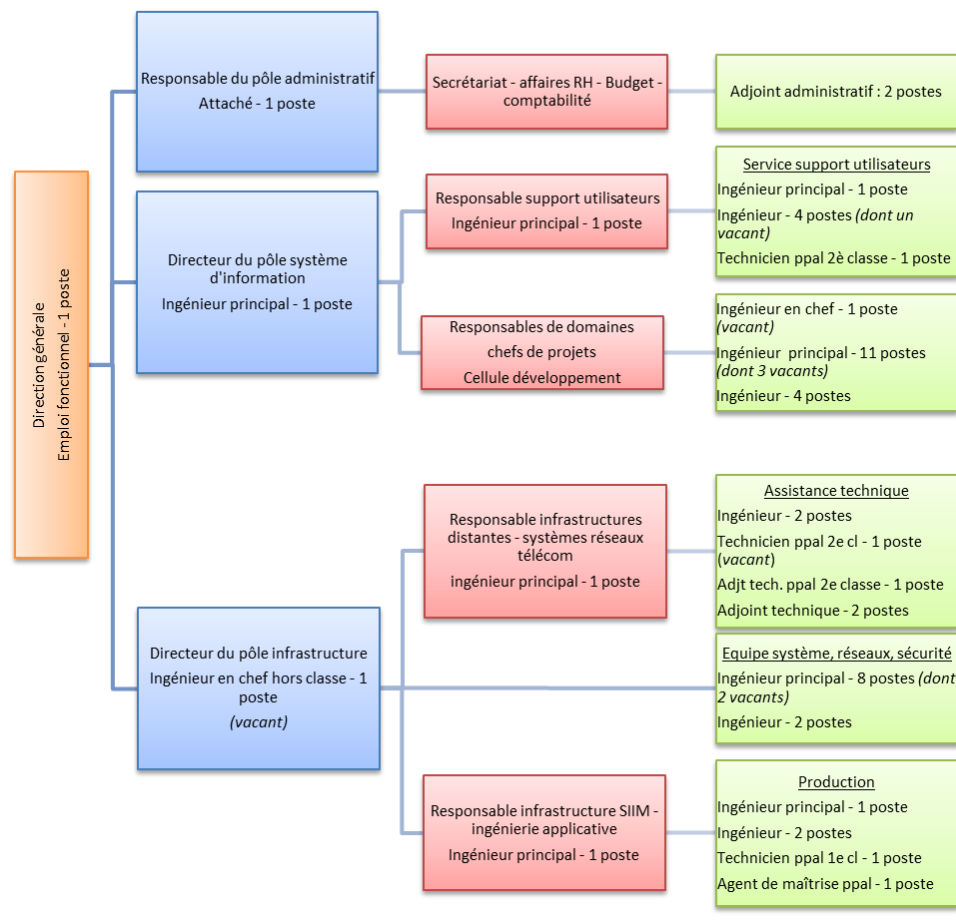 Direction générale
Emploi fonctionnel - 1 poste
Responsable du pôle administratif
Attaché - 1 poste
Secrétariat - affaires RH - Budget -
comptabilité
Adjoint administratif : 2 postes
Directeur du pôle système
d'information
Ingénieur principal - 1 poste
Responsable support utilisateurs
Ingénieur principal - 1 poste
Service support utilisateurs
Ingénieur principal - 1 poste
Ingénieur - 4 postes (dont un
vacant)
Technicien ppal 2è classe - 1 poste
Responsables de domaines
chefs de projets
Cellule développement
Ingénieur en chef - 1 poste
(vacant)
Ingénieur principal - 11 postes
(dont 3 vacants)
Ingénieur - 4 postes
Directeur du pôle infrastructure
Ingénieur en chef hors classe - 1
poste
(vacant)
Responsable infrastructures
distantes - systèmes réseaux
télécom
ingénieur principal - 1 poste
Assistance technique
Ingénieur - 2 postes
Technicien ppal 2e cl - 1 poste
(vacant)
Adjt tech. ppal 2e classe - 1 poste
Adjoint technique - 2 postes
Equipe système, réseaux, sécurité
Ingénieur principal - 8 postes (dont
2 vacants)
Ingénieur - 2 postes
Responsable infrastructure SIIM -
ingénierie applicative
Ingénieur principal - 1 poste
Production
Ingénieur principal - 1 poste
Ingénieur - 2 postes
Technicien ppal 1e cl - 1 poste
Agent de maîtrise ppal - 1 poste